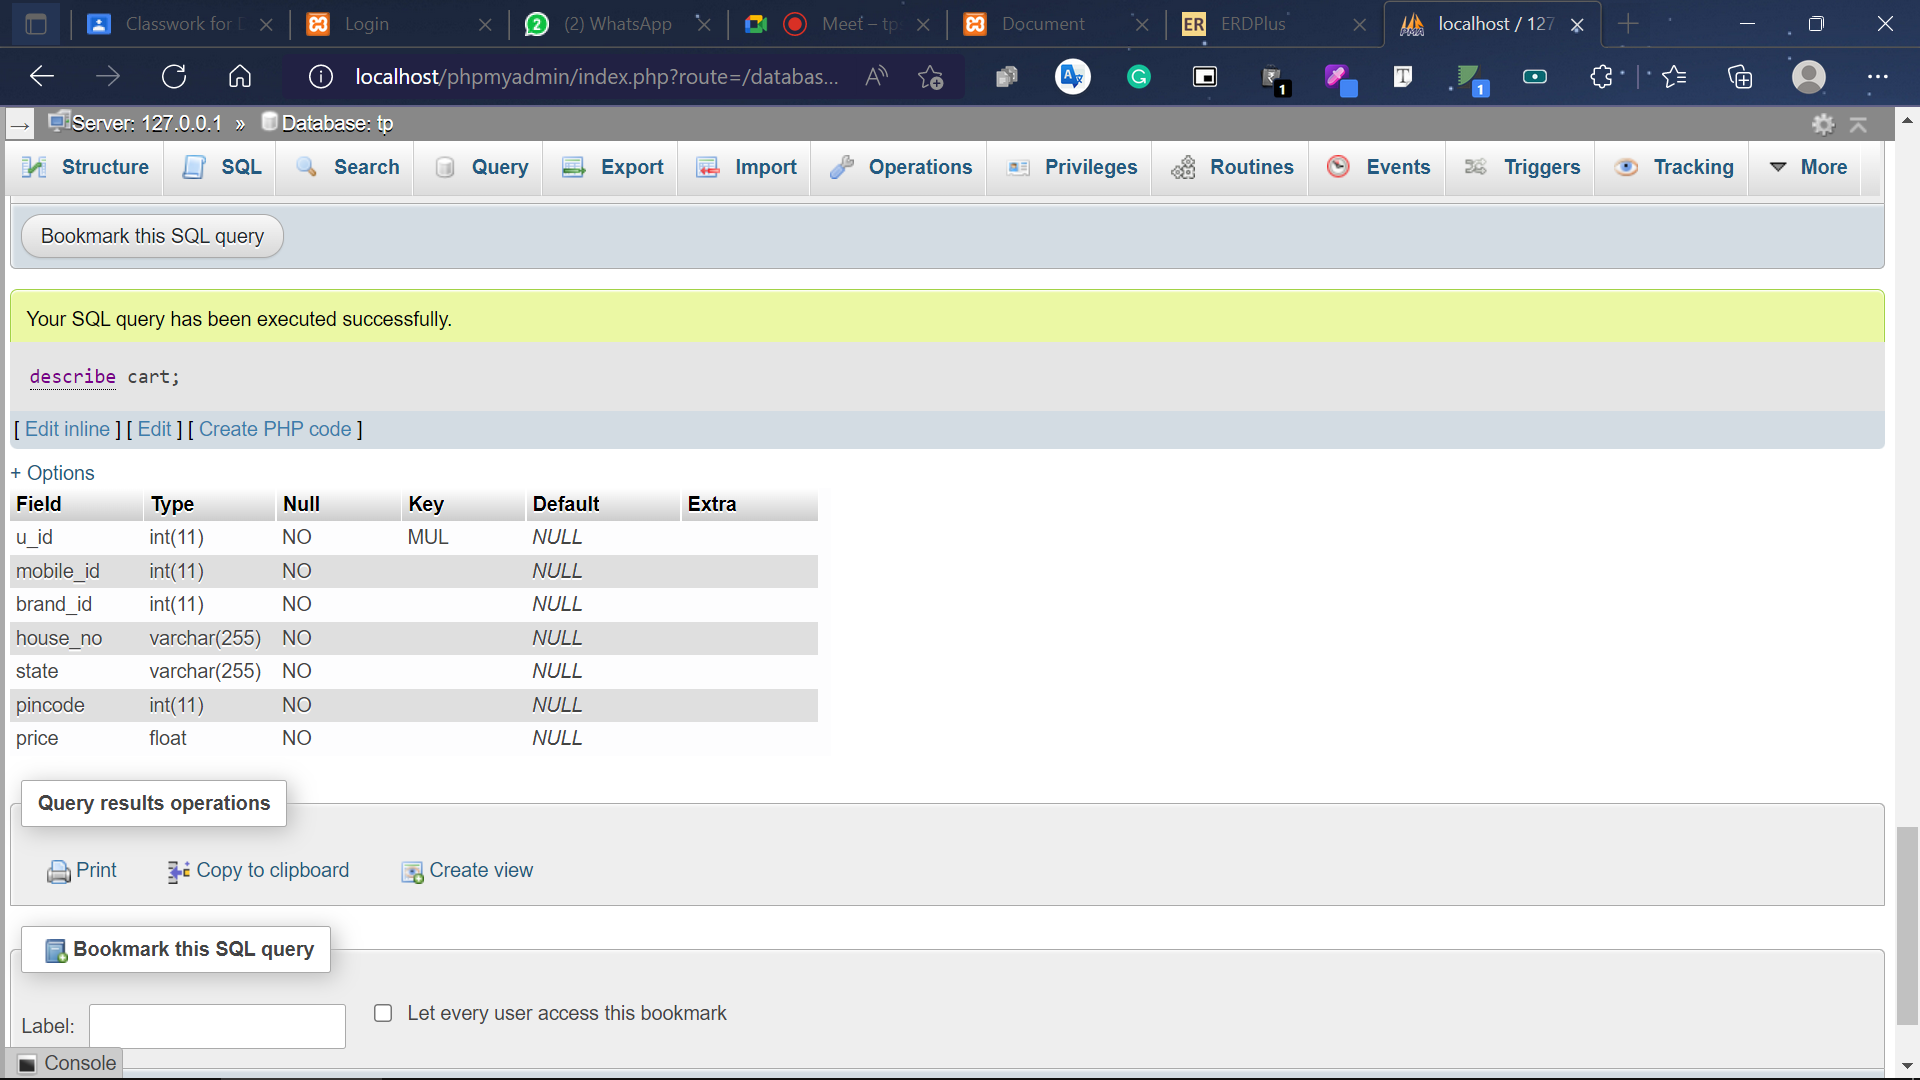 Classwork for D
Login
(2) WhatsApp
Meet – tps
Document
ERDPlus
localhost / 127
localhost/phpmyadmin/index.php?route=/databas...
1
1
Server: 127.0.0.1 » Database: tp
Structure SQL Search Query Export Import Operations Privileges Routines Events Triggers Tracking More
Bookmark this SQL query
Your SQL query has been executed successfully.
describe cart;
[ Edit inline ] [ Edit ] [ Create PHP code ]
+ Options
Field Type Null Key Default Extra
u_id int(11) NO MUL NULL
mobile_id int(11) NO NULL
brand_id int(11) NO NULL
house_no varchar(255) NO NULL
state varchar(255) NO NULL
pincode int(11) NO NULL
price float NO NULL
Query results operations
Print Copy to clipboard Create view
Bookmark this SQL query
Label:
Let every user access this bookmark
Console